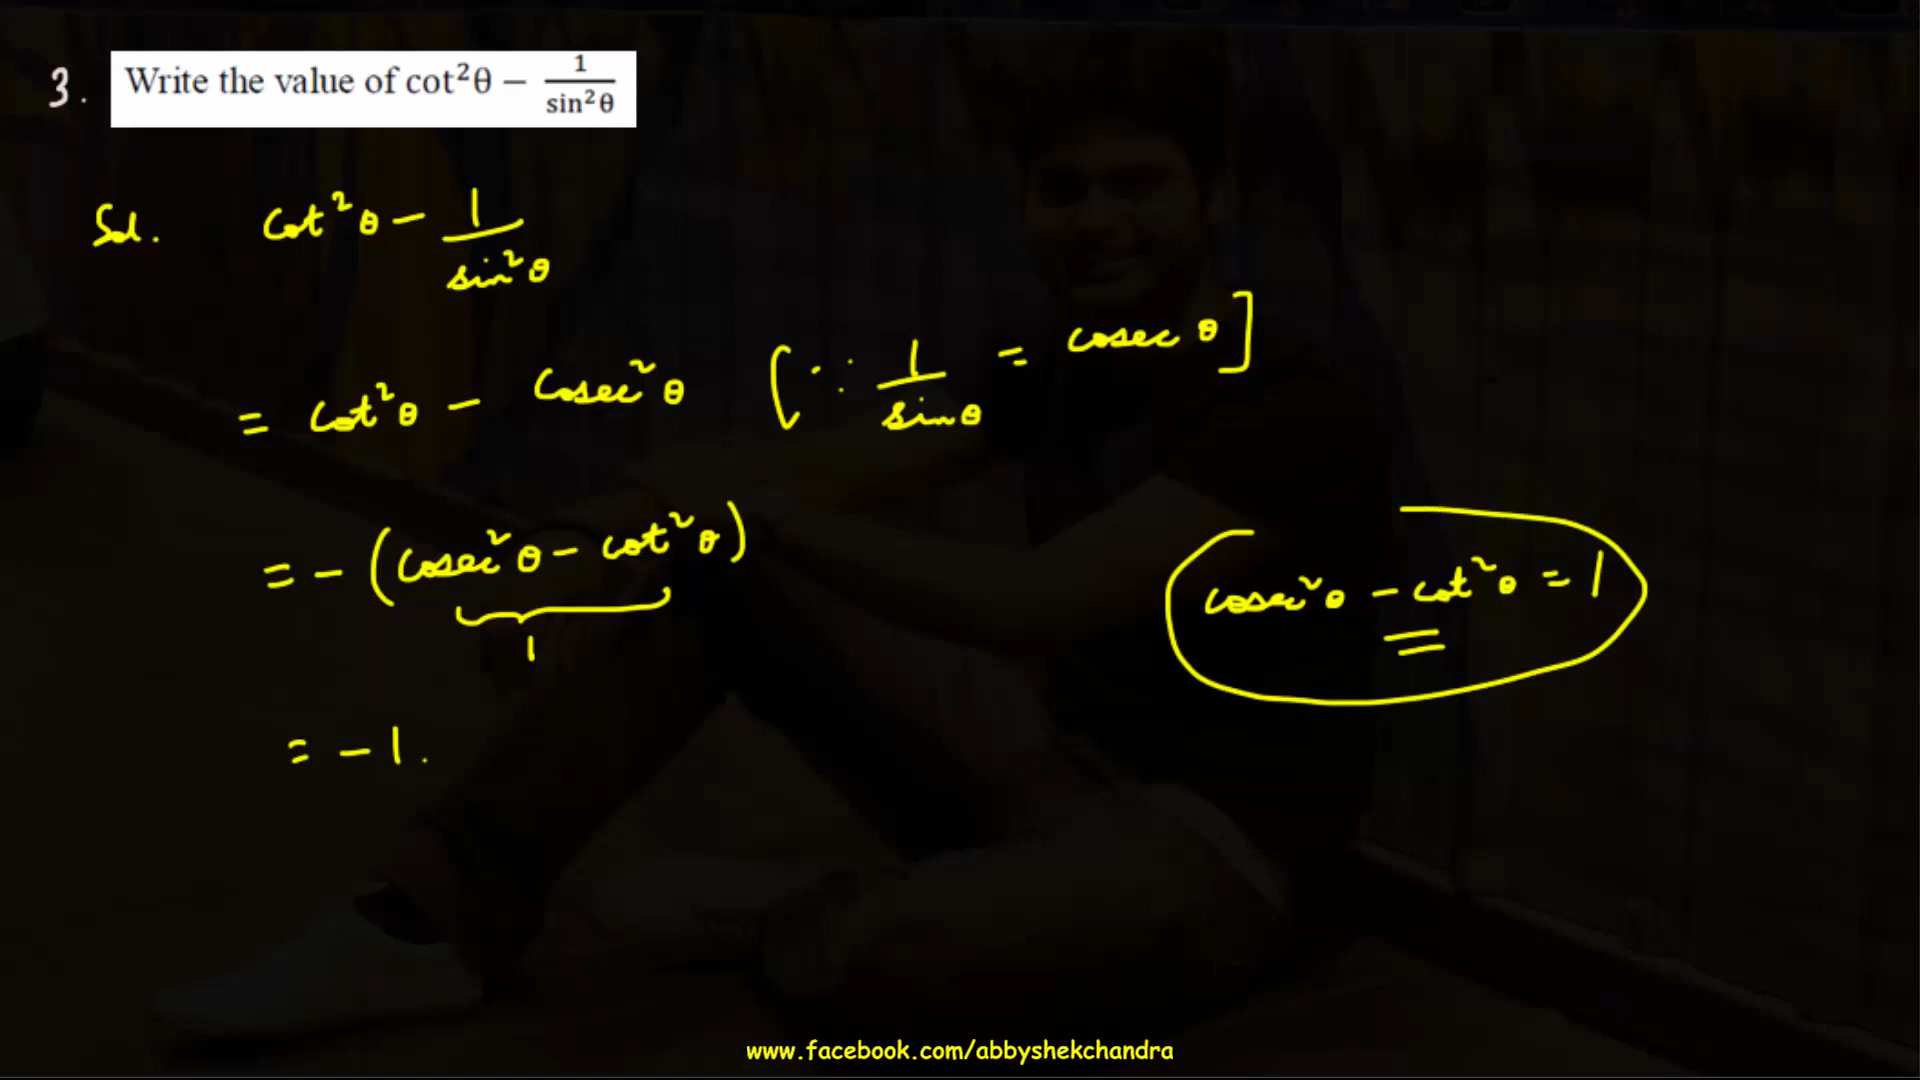 3. Write the value of cot²θ − 1/sin²θ
Sol. cot²θ − 1/sin²θ
= cot²θ − cosec²θ [∵ 1/sinθ = cosec θ]
= − (cosec²θ − cot²θ)
1
cosec²θ − cot²θ = 1
= − 1.
www.facebook.com/abbyshekchandra